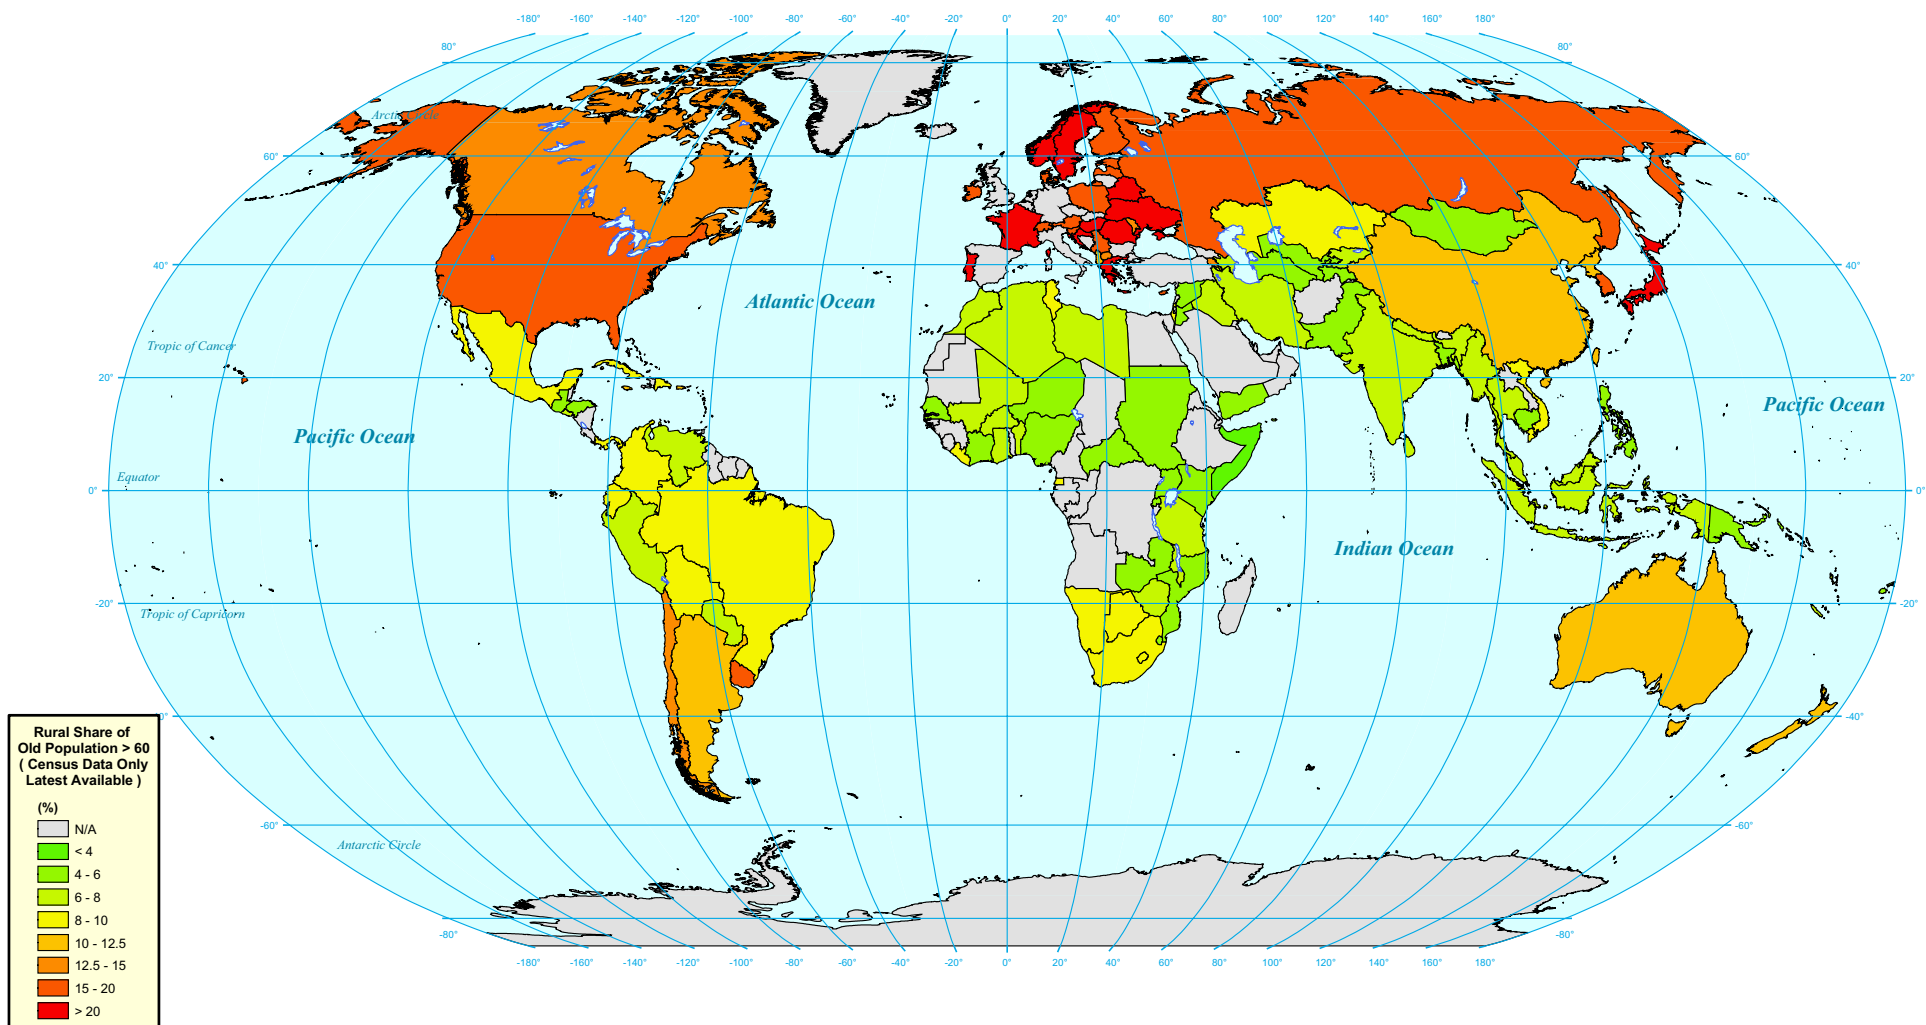 -180° -160° -140° -120° -100° -80° -60° -40° -20° 0° 20° 40° 60° 80° 100° 120° 140° 160° 180°
80° 80°
Arctic Circle
60° 60°
40° 40°
Atlantic Ocean
Tropic of Cancer
20° 20°
Pacific Ocean Pacific Ocean
Equator
0° 0°
Indian Ocean
-20° -20°
Tropic of Capricorn
0° -40°
Rural Share of
Old Population > 60
( Census Data Only
Latest Available )
(%)
N/A
< 4
4 - 6
6 - 8
8 - 10
10 - 12.5
12.5 - 15
15 - 20
> 20
-60° -60°
Antarctic Circle
-80° -80°
-180° -160° -140° -120° -100° -80° -60° -40° -20° 0° 20° 40° 60° 80° 100° 120° 140° 160° 180°